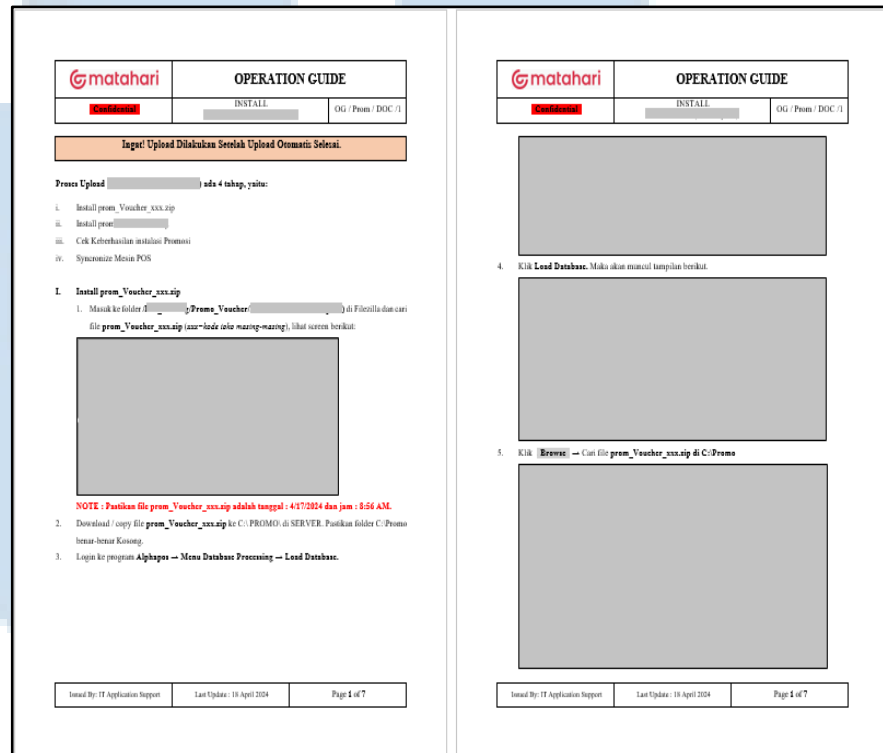 matahari
OPERATION GUIDE
Confidential
INSTALL
OG / Prom / DOC /1
Ingat! Upload Dilakukan Setelah Upload Otomatis Selesai.
Proses Upload ) ada 4 tahap, yaitu:
i. Install prom_Voucher_xxx.zip
ii. Install prom
iii. Cek Keberhasilan instalasi Promosi
iv. Syncronize Mesin POS
I. Install prom_Voucher_xxx.zip
1. Masuk ke folder /Promo_Voucher/ ) di Filezilla dan cari
file prom_Voucher_xxx.zip (xxx=kode toko masing-masing), lihat screen berikut:
NOTE : Pastikan file prom_Voucher_xxx.zip adalah tanggal : 4/17/2024 dan jam : 8:56 AM.
2. Download / copy file prom_Voucher_xxx.zip ke C:\ PROMO\ di SERVER. Pastikan folder C:\Promo
benar-benar Kosong.
3. Login ke program Alphapos → Menu Database Processing → Load Database.
Issued By: IT Application Support
Last Update : 18 April 2024
Page 1 of 7
matahari
OPERATION GUIDE
Confidential
INSTALL
OG / Prom / DOC /1
4. Klik Load Database. Maka akan muncul tampilan berikut.
5. Klik Browse → Cari file prom_Voucher_xxx.zip di C:\Promo
Issued By: IT Application Support
Last Update : 18 April 2024
Page 1 of 7